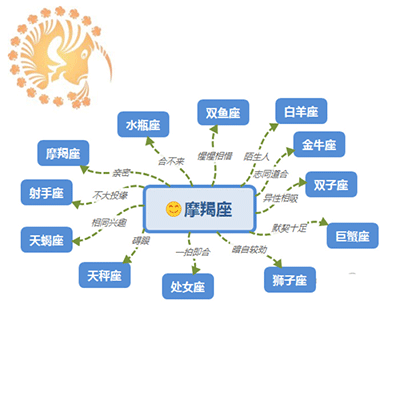 双鱼座
白羊座
水瓶座
金牛座
惺惺相惜
陌生人
摩羯座
合不来
志同道合
双子座
亲密
射手座
不太投缘
摩羯座
异性相吸
相同兴趣
默契十足
天蝎座
碍眼
巨蟹座
一拍即合
暗自较劲
天秤座
处女座
狮子座